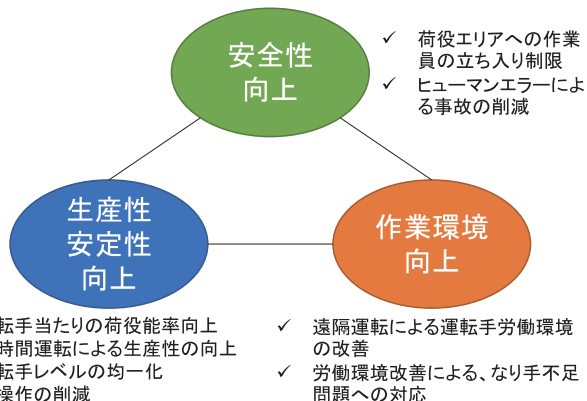 安全性
向上
✓ 荷役エリアへの作業
員の立ち入り制限
✓ ヒューマンエラーによ
る事故の削減
生産性
安定性
向上
作業環境
向上
転手当たりの荷役能率向上
時間運転による生産性の向上
転手レベルの均一化
操作の削減
✓ 遠隔運転による運転手労働環境
の改善
✓ 労働環境改善による、なり手不足
問題への対応